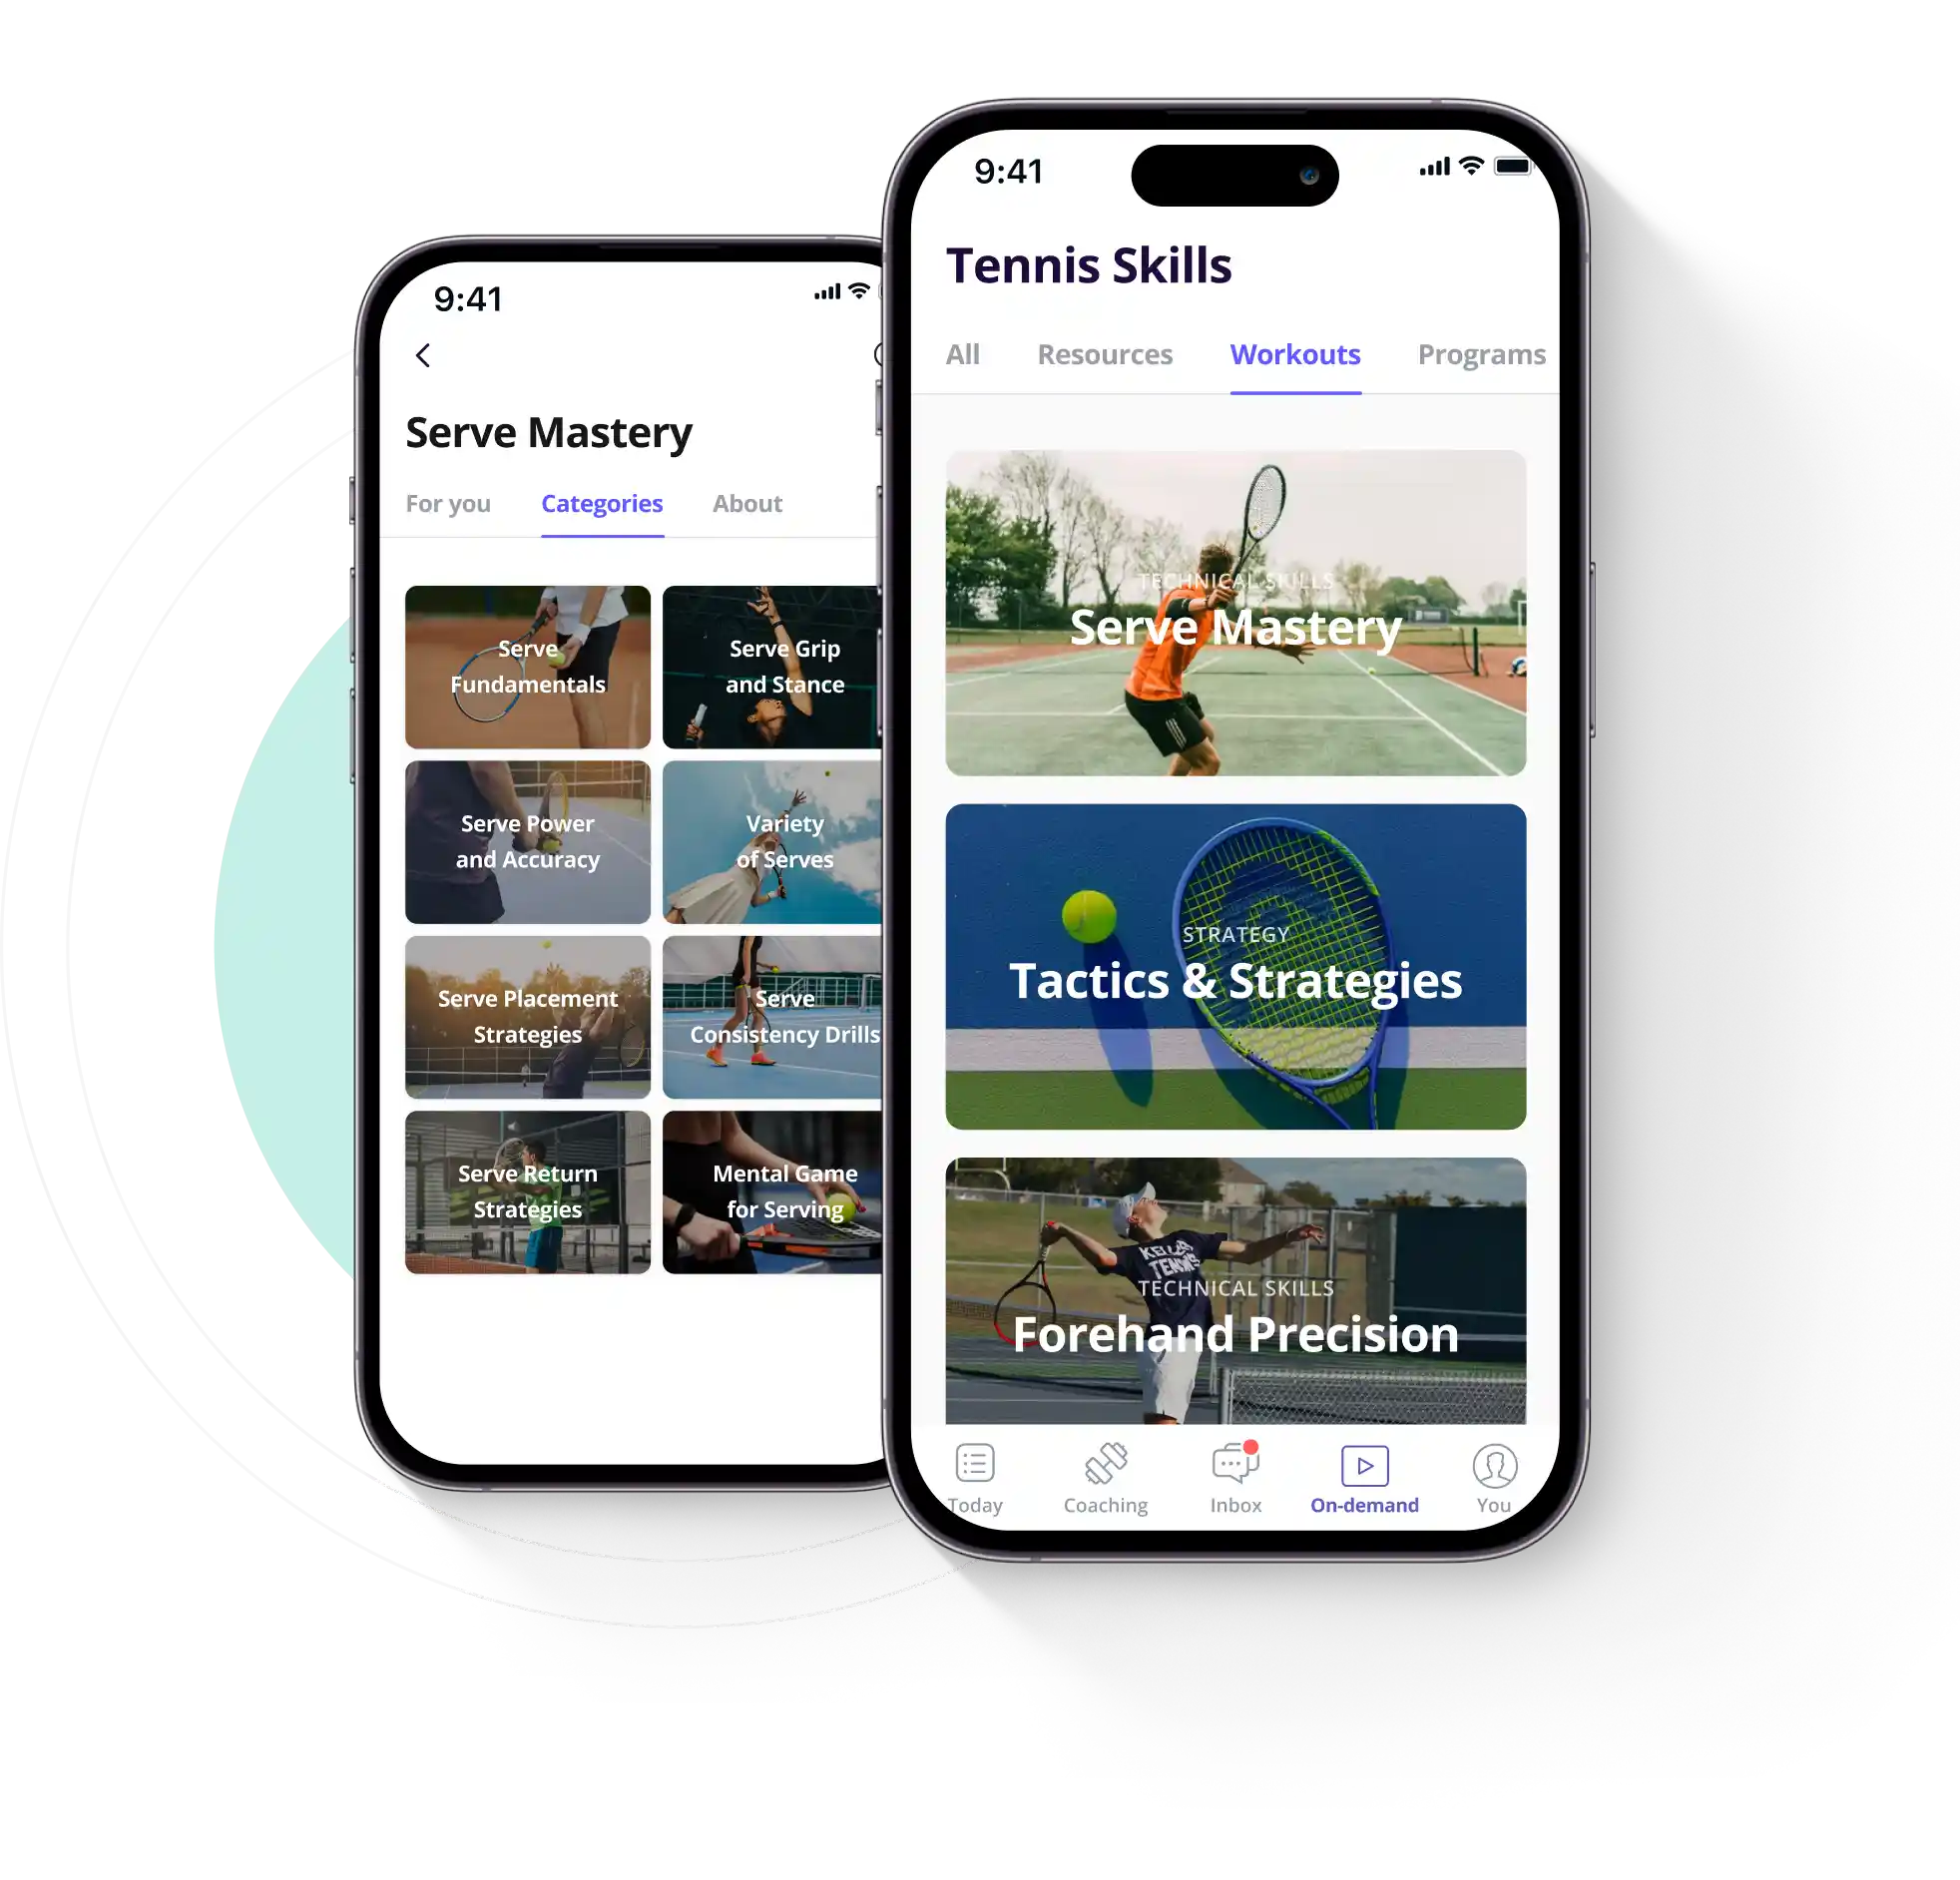 9:41
Serve Mastery
For you
Categories
About
Serve
Fundamentals
Serve Grip
and Stance
Serve Power
and Accuracy
Variety
of Serves
Serve Placement
Strategies
Serve
Consistency Drills
Serve Return
Strategies
Mental Game
for Serving
9:41
Tennis Skills
All
Resources
Workouts
Programs
TECHNICAL SKILLS
Serve Mastery
STRATEGY
Tactics & Strategies
KELLER
TENNIS
TECHNICAL SKILLS
Forehand Precision
Today
Coaching
Inbox
On-demand
You